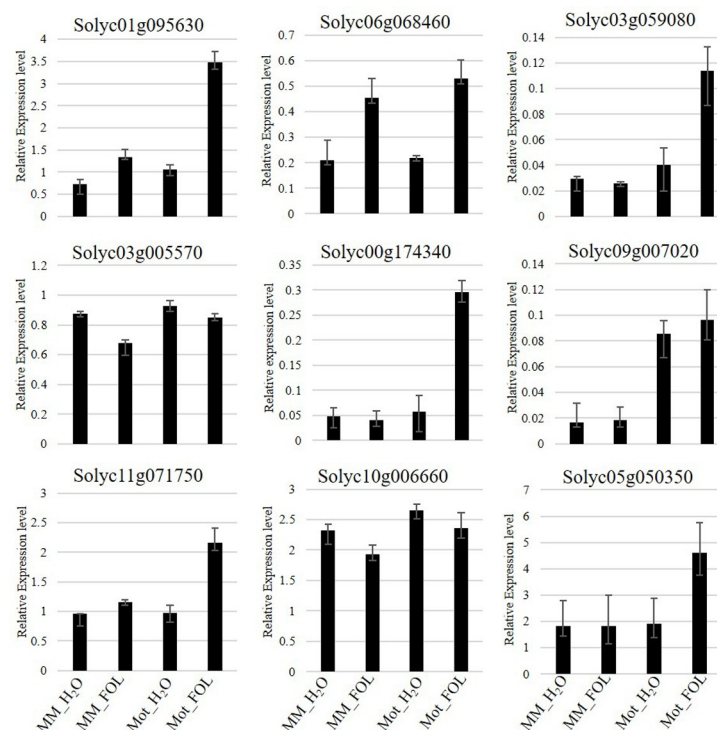 Solyc01g095630
Relative Expression level
4
3.5
3
2.5
2
1.5
1
0.5
0
Solyc06g068460
Relative Expression level
0.7
0.6
0.5
0.4
0.3
0.2
0.1
0
Solyc03g059080
Relative Expression level
0.14
0.12
0.1
0.08
0.06
0.04
0.02
0
Solyc03g005570
Relative Expression level
1.2
1
0.8
0.6
0.4
0.2
0
Solyc00g174340
Relative expression level
0.35
0.3
0.25
0.2
0.15
0.1
0.05
0
Solyc09g007020
Relative Expression level
0.14
0.12
0.1
0.08
0.06
0.04
0.02
0
Solyc11g071750
Relative Expression level
3
2.5
2
1.5
1
0.5
0
MM_H₂O
MM_FOL
Mot_H₂O
Mot_FOL
Solyc10g006660
Relative Expression level
3
2.5
2
1.5
1
0.5
0
MM_H₂O
MM_FOL
Mot_H₂O
Mot_FOL
Solyc05g050350
Relative Expression level
7
6
5
4
3
2
1
0
MM_H₂O
MM_FOL
Mot_H₂O
Mot_FOL